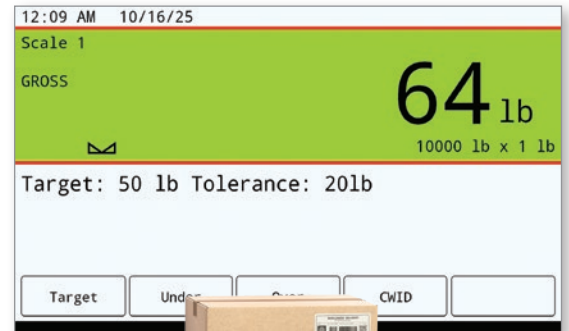 12:09 AM 10/16/25
Scale 1
GROSS
64 lb
10000 lb x 1 lb
Target: 50 lb Tolerance: 20lb
Target
CWID